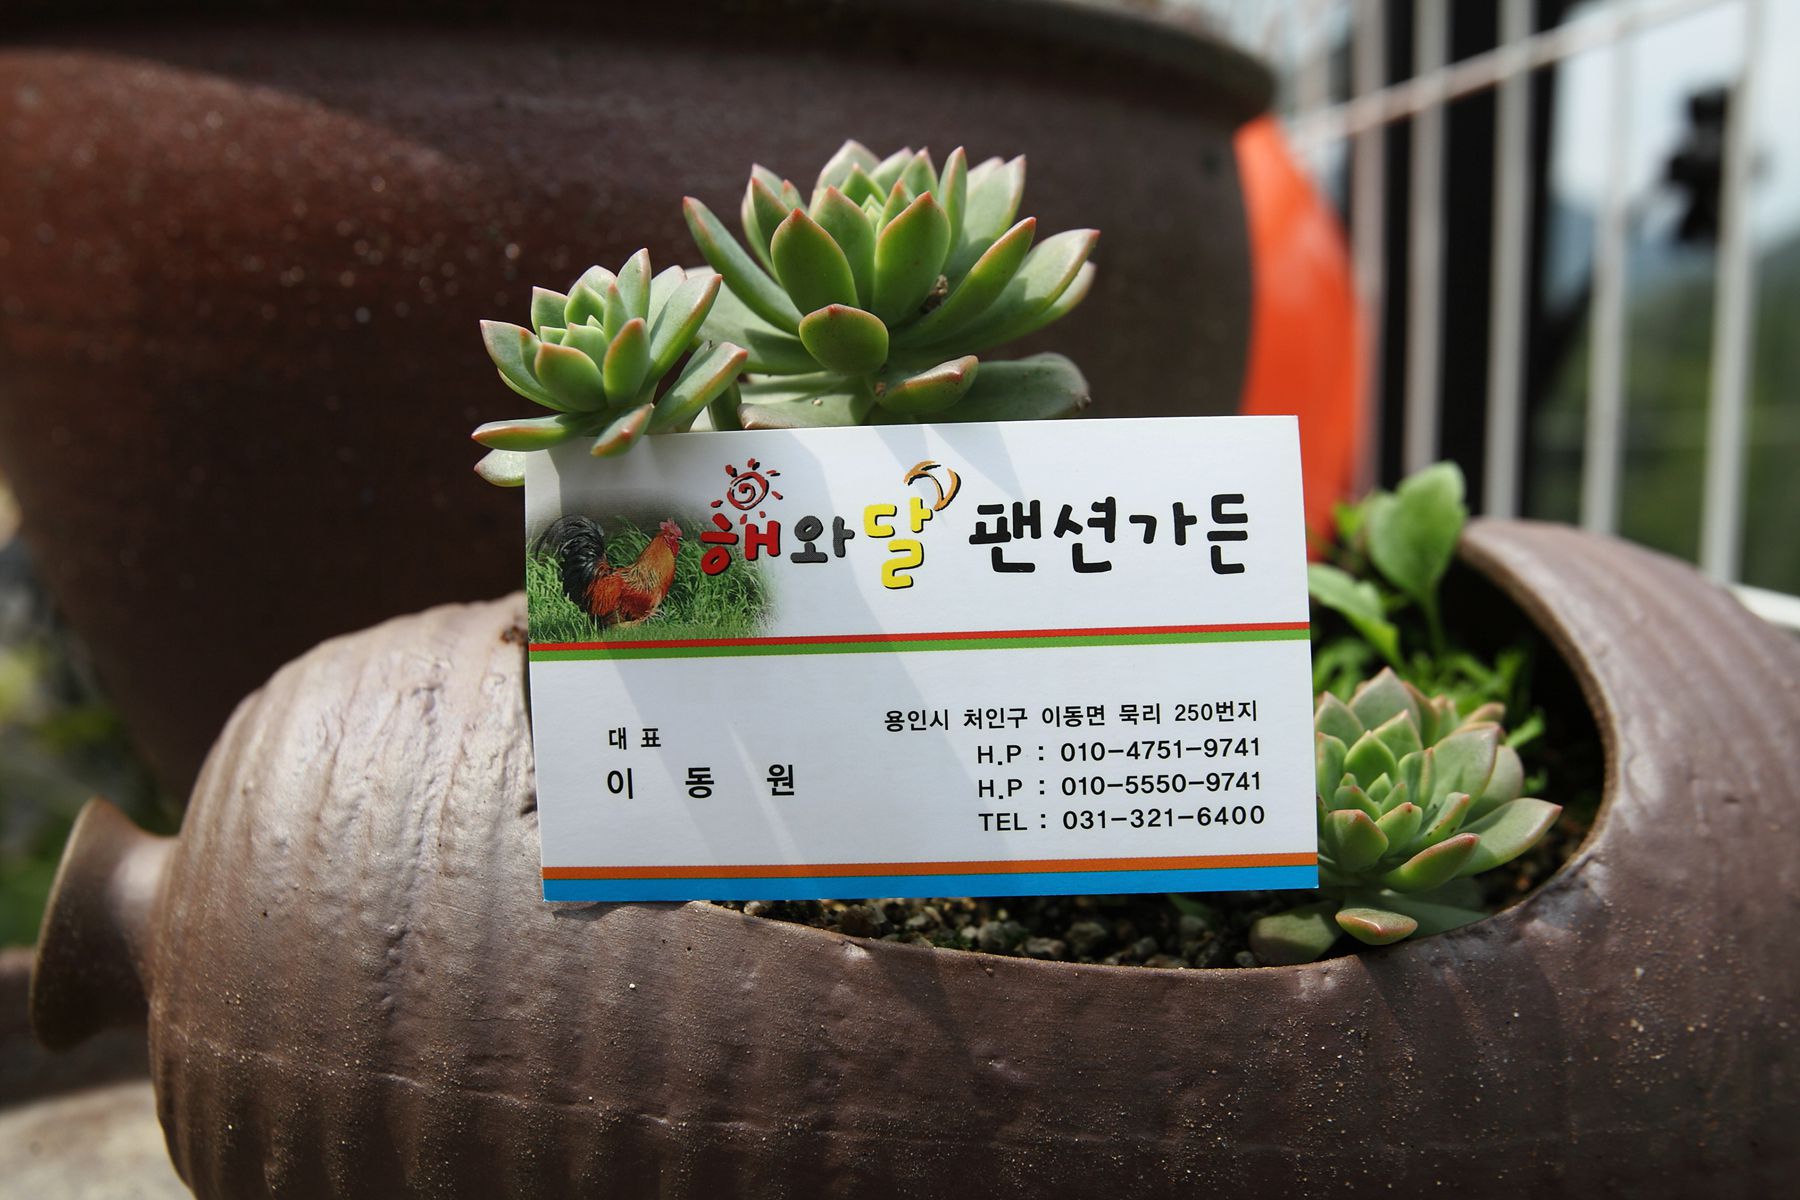 해와달 팬션가든
대표
이 동 원
용인시 처인구 이동면 묵리 250번지
H.P : 010-4751-9741
H.P : 010-5550-9741
TEL : 031-321-6400